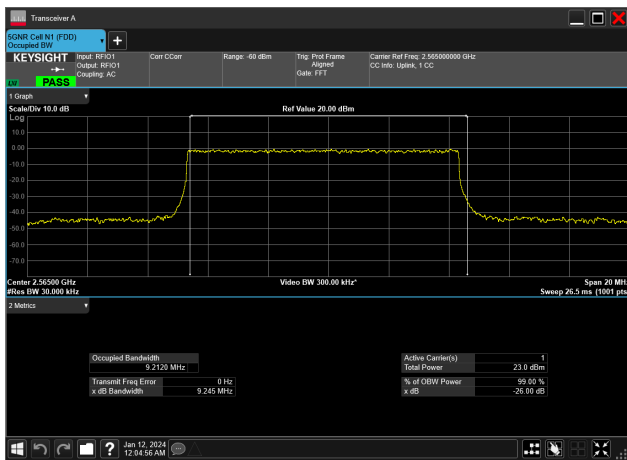 Transceiver A
5GNR Cell N1 (FDD)
Occupied BW
+
KEYSIGHT
LV
PASS
Input: RFIO1
Output: RFIO1
Coupling: AC
Corr CCorr
Range: -60 dBm
Trig: Prot Frame
Aligned
Gate: FFT
Carrier Ref Freq: 2.565000000 GHz
CC Info: Uplink, 1 CC
1 Graph
Scale/Div 10.0 dB
Ref Value 20.00 dBm
Log
10.0
0.00
-10.0
-20.0
-30.0
-40.0
-50.0
-60.0
-70.0
Center 2.56500 GHz
Video BW 300.00 kHz*
Span 20 MHz
#Res BW 30.000 kHz
Sweep 26.5 ms (1001 pts
2 Metrics
Occupied Bandwidth
9.2120 MHz
Transmit Freq Error 0 Hz
x dB Bandwidth 9.245 MHz
Active Carrier(s) 1
Total Power 23.0 dBm
% of OBW Power 99.00 %
x dB -26.00 dB
?
Jan 12, 2024
12:04:56 AM